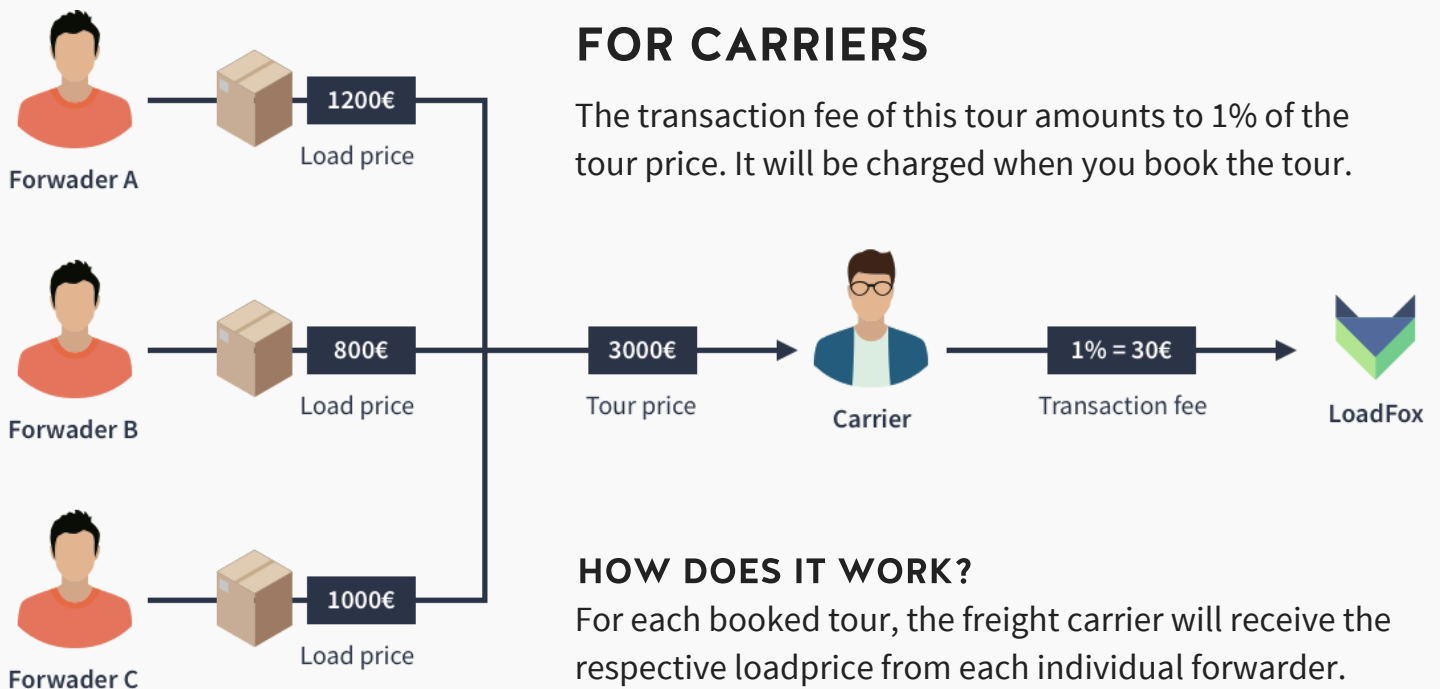 FOR CARRIERS
The transaction fee of this tour amounts to 1% of the
tour price. It will be charged when you book the tour.
1200€
Load price
Forwader A
800€
Load price
Forwader B
3000€
Tour price
Carrier
1% = 30€
Transaction fee
LoadFox
1000€
Load price
Forwader C
HOW DOES IT WORK?
For each booked tour, the freight carrier will receive the
respective loadprice from each individual forwarder.